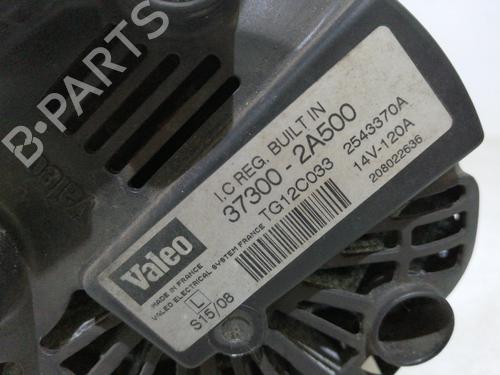 I.C REG. BUILT IN
37300 - 2A500
TG12C033 2543370A
14V-120A
208022636
Valeo
MADE IN FRANCE
VALEO ELECTRICAL SYSTEM FRANCE
L
S15/08
B-PARTS